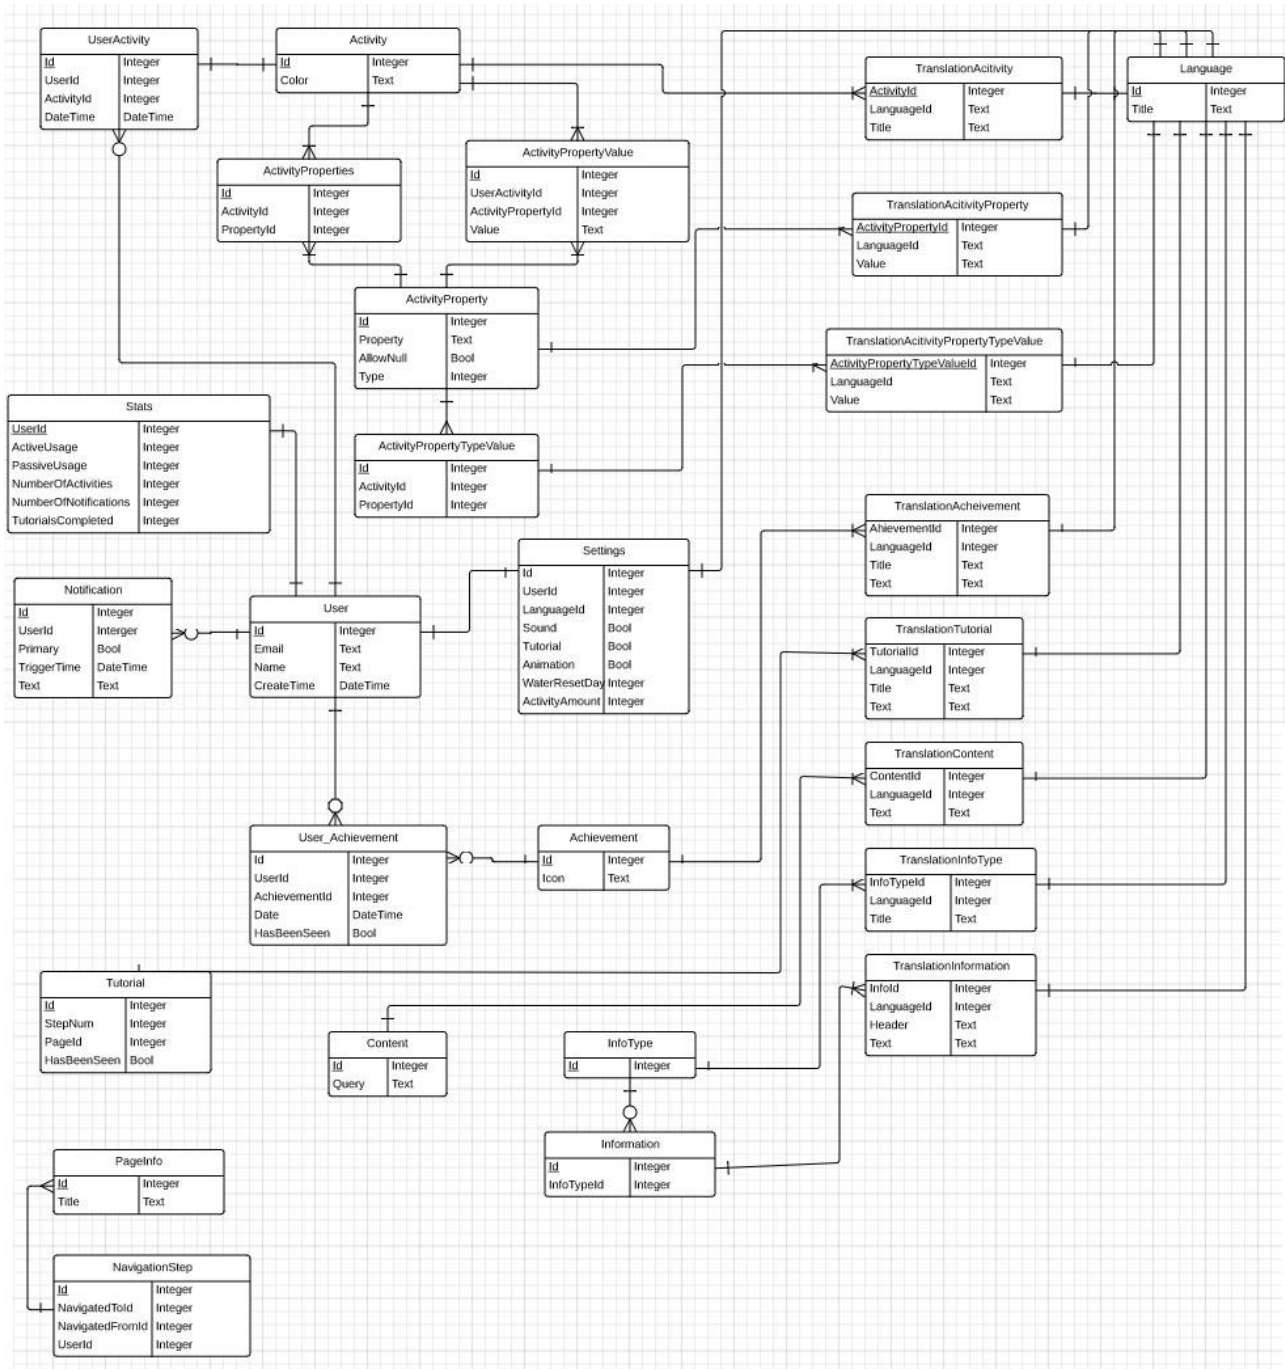 UserActivity
Id Integer
UserId Integer
ActivityId Integer
DateTime DateTime
Activity
Id Integer
Color Text
TranslationAcitivity
ActivityId Integer
LanguageId Text
Title Text
Language
Id Integer
Title Text
ActivityProperties
Id Integer
ActivityId Integer
PropertyId Integer
ActivityPropertyValue
Id Integer
UserActivityId Integer
ActivityPropertyId Integer
Value Text
TranslationAcitivityProperty
ActivityPropertyId Integer
LanguageId Text
Value Text
ActivityProperty
Id Integer
Property Text
AllowNull Bool
Type Integer
TranslationAcitivityPropertyTypeValue
ActivityPropertyTypeValueId Integer
LanguageId Text
Value Text
Stats
UserId Integer
ActiveUsage Integer
PassiveUsage Integer
NumberOfActivities Integer
NumberOfNotifications Integer
TutorialsCompleted Integer
ActivityPropertyTypeValue
Id Integer
ActivityId Integer
PropertyId Integer
TranslationAcheivement
AhievementId Integer
LanguageId Integer
Title Text
Text Text
Settings
Id Integer
UserId Integer
LanguageId Integer
Sound Bool
Tutorial Bool
Animation Bool
WaterResetDay Integer
ActivityAmount Integer
Notification
Id Integer
UserId Interger
Primary Bool
TriggerTime DateTime
Text Text
User
Id Integer
Email Text
Name Text
CreateTime DateTime
TranslationTutorial
TutorialId Integer
LanguageId Integer
Title Text
Text Text
TranslationContent
ContentId Integer
LanguageId Integer
Text Text
User_Achievement
Id Integer
UserId Integer
AchievementId Integer
Date DateTime
HasBeenSeen Bool
Achievement
Id Integer
Icon Text
TranslationInfoType
InfoTypeId Integer
LanguageId Integer
Title Text
TranslationInformation
InfoId Integer
LanguageId Integer
Header Text
Text Text
Tutorial
Id Integer
StepNum Integer
PageId Integer
HasBeenSeen Bool
Content
Id Integer
Query Text
InfoType
Id Integer
Information
Id Integer
InfoTypeId Integer
PageInfo
Id Integer
Title Text
NavigationStep
Id Integer
NavigatedToId Integer
NavigatedFromId Integer
UserId Integer